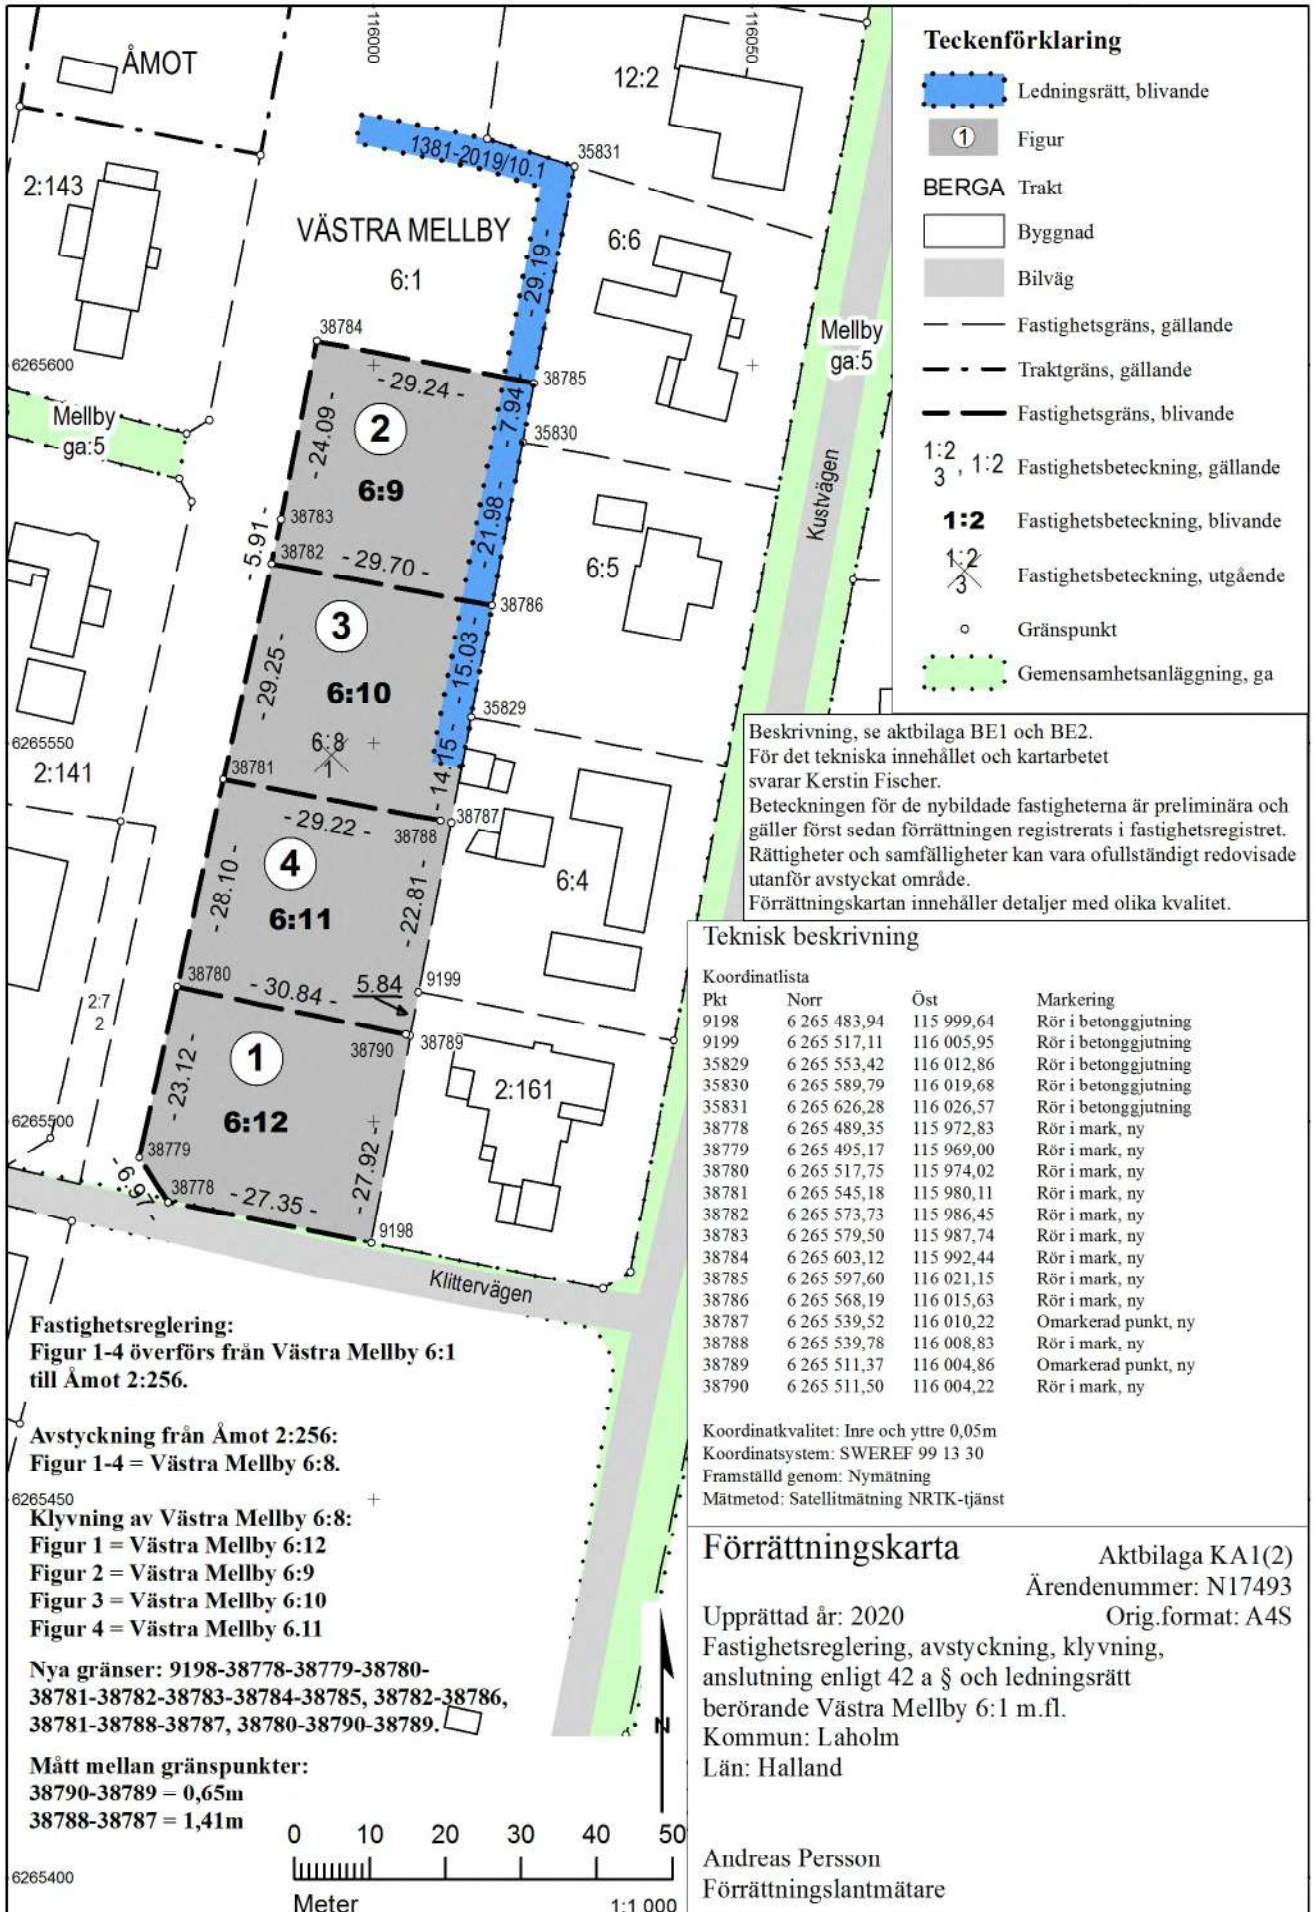 ÅMOT
116000
116050
12:2
2:143
1381-2019/10.1
35831
VÄSTRA MELLBY
6:1
6:6
- 29.19 -
Mellby
ga:5
38784
6265600
- 29.24 -
38785
- 7.94 -
Mellby
ga:5
- 24.09 -
2
35830
6:9
Kustvägen
38783
- 5.91 -
- 21.98 -
38782
- 29.70 -
6:5
38786
3
- 29.25 -
- 15.03 -
6:10
35829
6265550
6:8
1
2:141
38781
- 14.15 -
- 29.22 -
38788
38787
4
- 28.10 -
6:4
6:11
- 22.81 -
38780
- 30.84 -
5.84
9199
2:7
2
38790
38789
1
- 23.12 -
2:161
6265500
6:12
38779
- 6.97 -
38778
- 27.35 -
- 27.92 -
9198
Klittervägen
Fastighetsreglering:
Figur 1-4 överförs från Västra Mellby 6:1
till Åmot 2:256.
Avstyckning från Åmot 2:256:
Figur 1-4 = Västra Mellby 6:8.
6265450
Klyvning av Västra Mellby 6:8:
Figur 1 = Västra Mellby 6:12
Figur 2 = Västra Mellby 6:9
Figur 3 = Västra Mellby 6:10
Figur 4 = Västra Mellby 6.11
Nya gränser: 9198-38778-38779-38780-
38781-38782-38783-38784-38785, 38782-38786,
38781-38788-38787, 38780-38790-38789.
Mått mellan gränspunkter:
38790-38789 = 0,65m
38788-38787 = 1,41m
N
0 10 20 30 40 50
6265400
Meter 1:1 000
Teckenförklaring
Ledningsrätt, blivande
1 Figur
BERGA Trakt
Byggnad
Bilväg
Fastighetsgräns, gällande
Traktgräns, gällande
Fastighetsgräns, blivande
1:2
3 , 1:2 Fastighetsbeteckning, gällande
1:2 Fastighetsbeteckning, blivande
1:2
3 Fastighetsbeteckning, utgående
Gränspunkt
Gemensamhetsanläggning, ga
Beskrivning, se aktbilaga BE1 och BE2.
För det tekniska innehållet och kartarbetet
svarar Kerstin Fischer.
Beteckningen för de nybildade fastigheterna är preliminära och
gäller först sedan förrättningen registrerats i fastighetsregistret.
Rättigheter och samfälligheter kan vara ofullständigt redovisade
utanför avstyckat område.
Förrättningskartan innehåller detaljer med olika kvalitet.
Teknisk beskrivning
Koordinatlista
Pkt Norr Öst Markering
9198 6 265 483,94 115 999,64 Rör i betonggjutning
9199 6 265 517,11 116 005,95 Rör i betonggjutning
35829 6 265 553,42 116 012,86 Rör i betonggjutning
35830 6 265 589,79 116 019,68 Rör i betonggjutning
35831 6 265 626,28 116 026,57 Rör i betonggjutning
38778 6 265 489,35 115 972,83 Rör i mark, ny
38779 6 265 495,17 115 969,00 Rör i mark, ny
38780 6 265 517,75 115 974,02 Rör i mark, ny
38781 6 265 545,18 115 980,11 Rör i mark, ny
38782 6 265 573,73 115 986,45 Rör i mark, ny
38783 6 265 579,50 115 987,74 Rör i mark, ny
38784 6 265 603,12 115 992,44 Rör i mark, ny
38785 6 265 597,60 116 021,15 Rör i mark, ny
38786 6 265 568,19 116 015,63 Rör i mark, ny
38787 6 265 539,52 116 010,22 Omarkerad punkt, ny
38788 6 265 539,78 116 008,83 Rör i mark, ny
38789 6 265 511,37 116 004,86 Omarkerad punkt, ny
38790 6 265 511,50 116 004,22 Rör i mark, ny
Koordinatkvalitet: Inre och yttre 0,05m
Koordinatsystem: SWEREF 99 13 30
Framställd genom: Nymätning
Mätmetod: Satellitmätning NRTK-tjänst
Förrättningskarta
Aktbilaga KA1(2)
Ärendenummer: N17493
Upprättad år: 2020 Orig.format: A4S
Fastighetsreglering, avstyckning, klyvning,
anslutning enligt 42 a § och ledningsrätt
berörande Västra Mellby 6:1 m.fl.
Kommun: Laholm
Län: Halland
Andreas Persson
Förrättningslantmätare